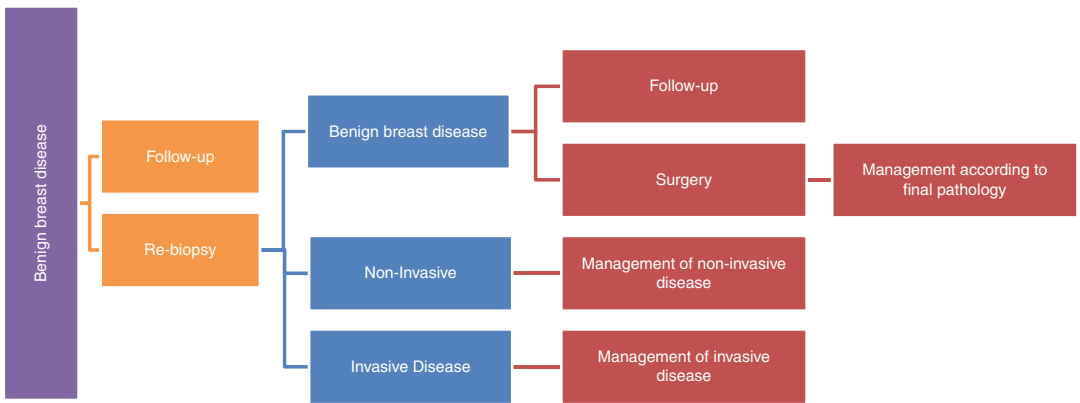 Benign breast disease
Follow-up
Re-biopsy
Benign breast disease
Non-Invasive
Invasive Disease
Follow-up
Surgery
Management of non-invasive
disease
Management of invasive
disease
Management according to
final pathology